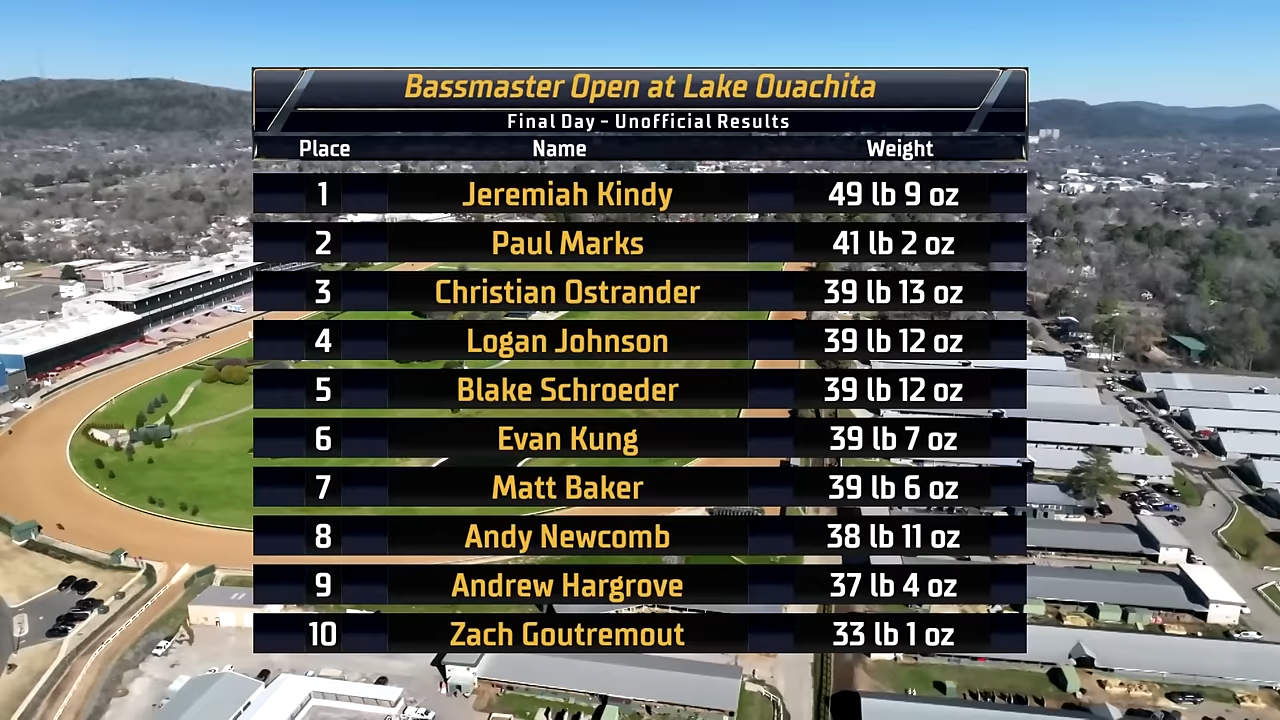 Bassmaster Open at Lake Ouachita
Final Day - Unofficial Results
Place Name Weight
1 Jeremiah Kindy 49 lb 9 oz
2 Paul Marks 41 lb 2 oz
3 Christian Ostrander 39 lb 13 oz
4 Logan Johnson 39 lb 12 oz
5 Blake Schroeder 39 lb 12 oz
6 Evan Kung 39 lb 7 oz
7 Matt Baker 39 lb 6 oz
8 Andy Newcomb 38 lb 11 oz
9 Andrew Hargrove 37 lb 4 oz
10 Zach Goutremout 33 lb 1 oz